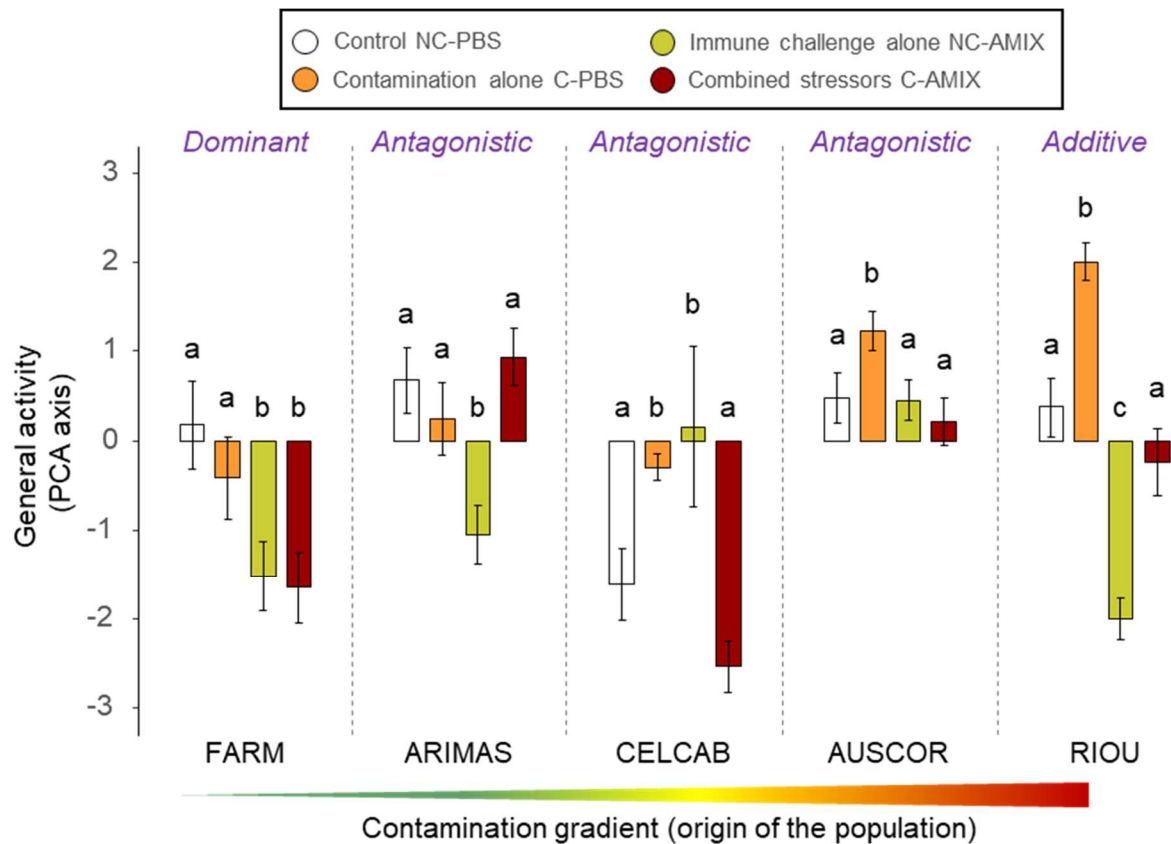 Control NC-PBS
Immune challenge alone NC-AMIX
Contamination alone C-PBS
Combined stressors C-AMIX
Dominant
Antagonistic
Antagonistic
Antagonistic
Additive
General activity
(PCA axis)
3
2
1
0
-1
-2
-3
a
a
b
b
a
a
b
a
a
b
b
a
a
b
a
a
a
b
c
a
FARM
ARIMAS
CELCAB
AUSCOR
RIOU
Contamination gradient (origin of the population)